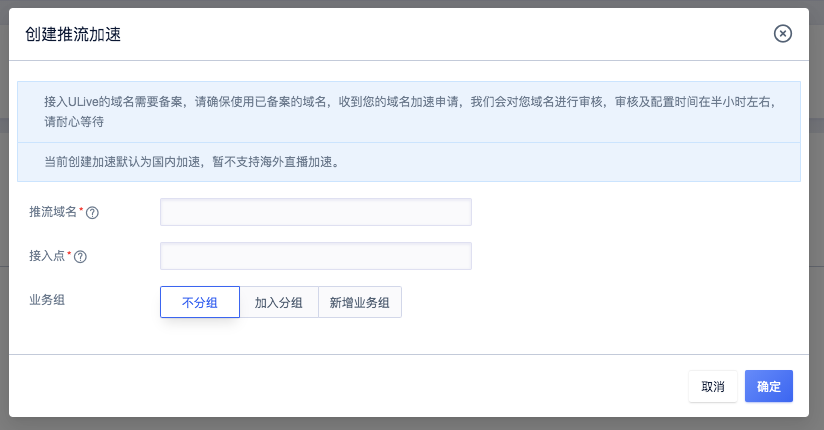 创建推流加速
接入ULive的域名需要备案，请确保使用已备案的域名，收到您的域名加速申请，我们会对您域名进行审核，审核及配置时间在半小时左右，
请耐心等待
当前创建加速默认为国内加速，暂不支持海外直播加速。
推流域名*
接入点*
业务组 不分组 加入分组 新增业务组
取消 确定